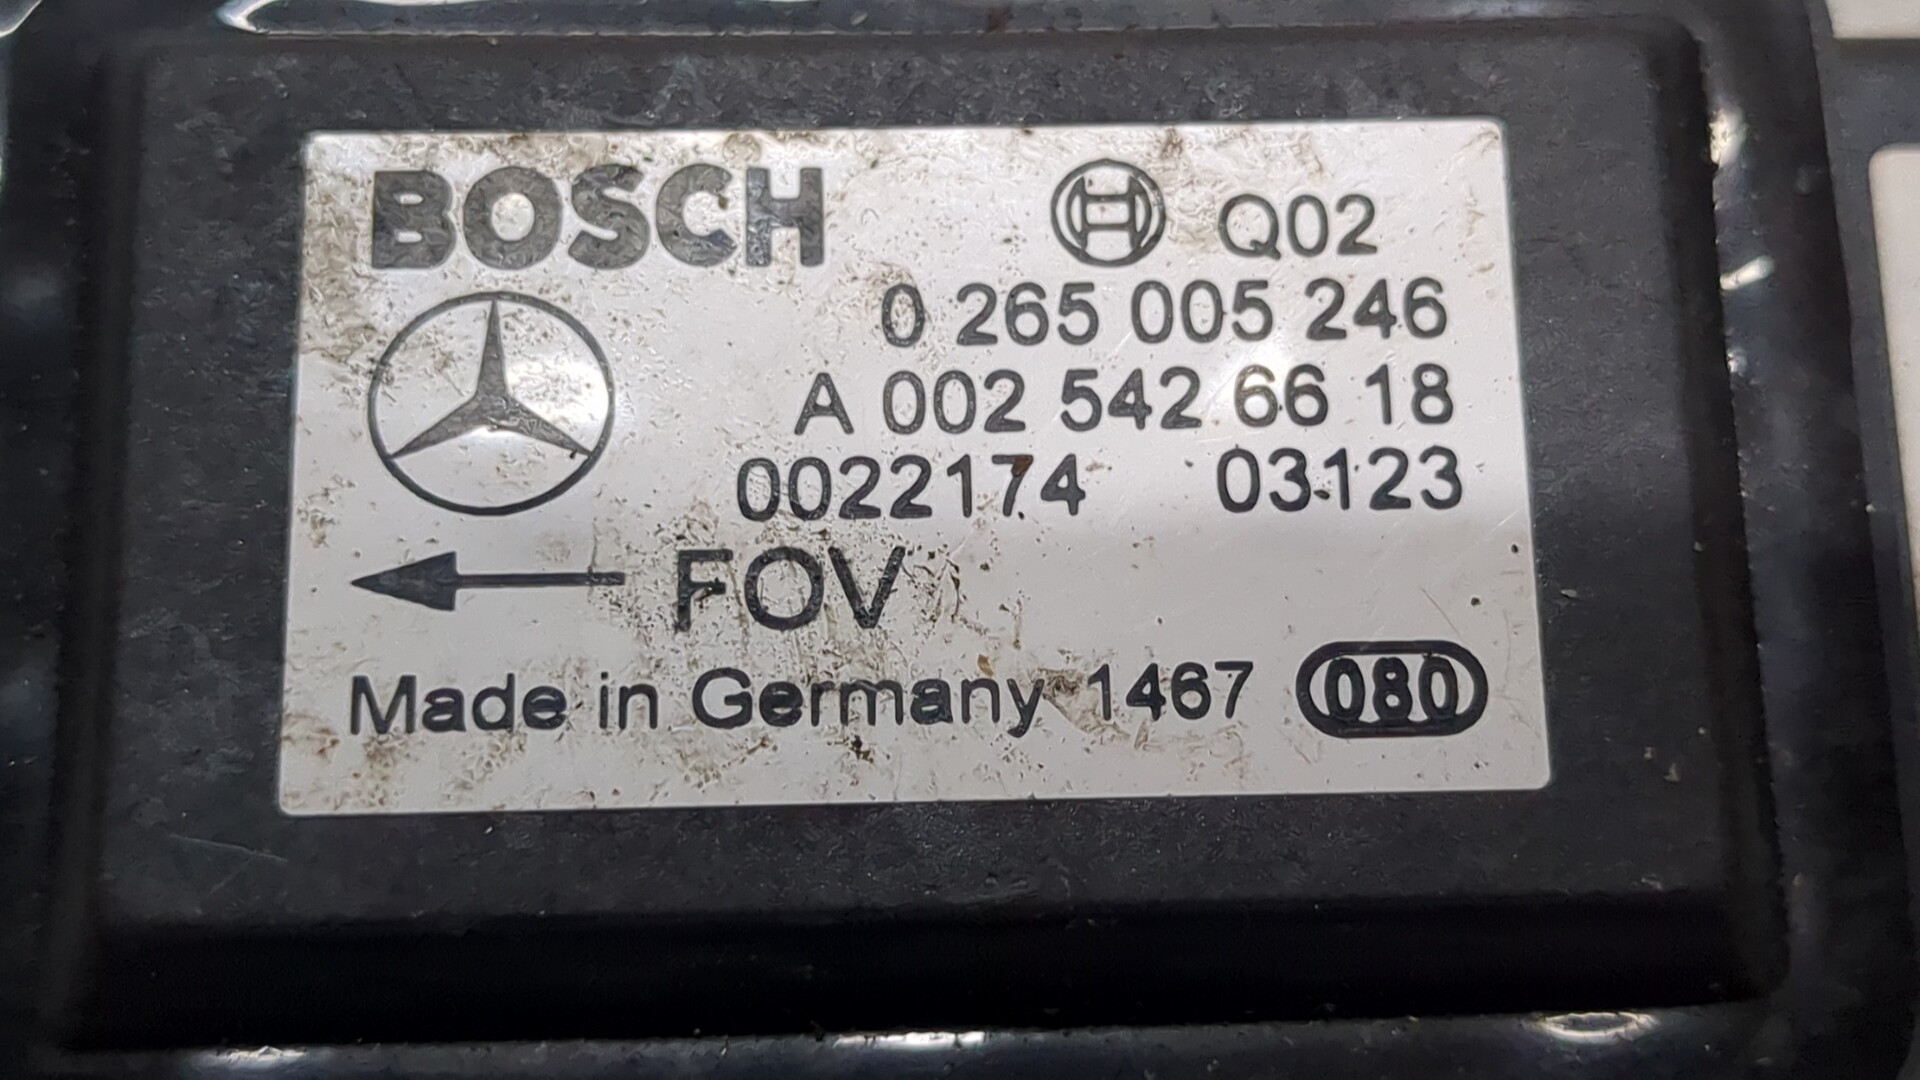 BOSCH Q02
0 265 005 246
A 002 542 66 18
0022174 03123
FOV
Made in Germany 1467 080